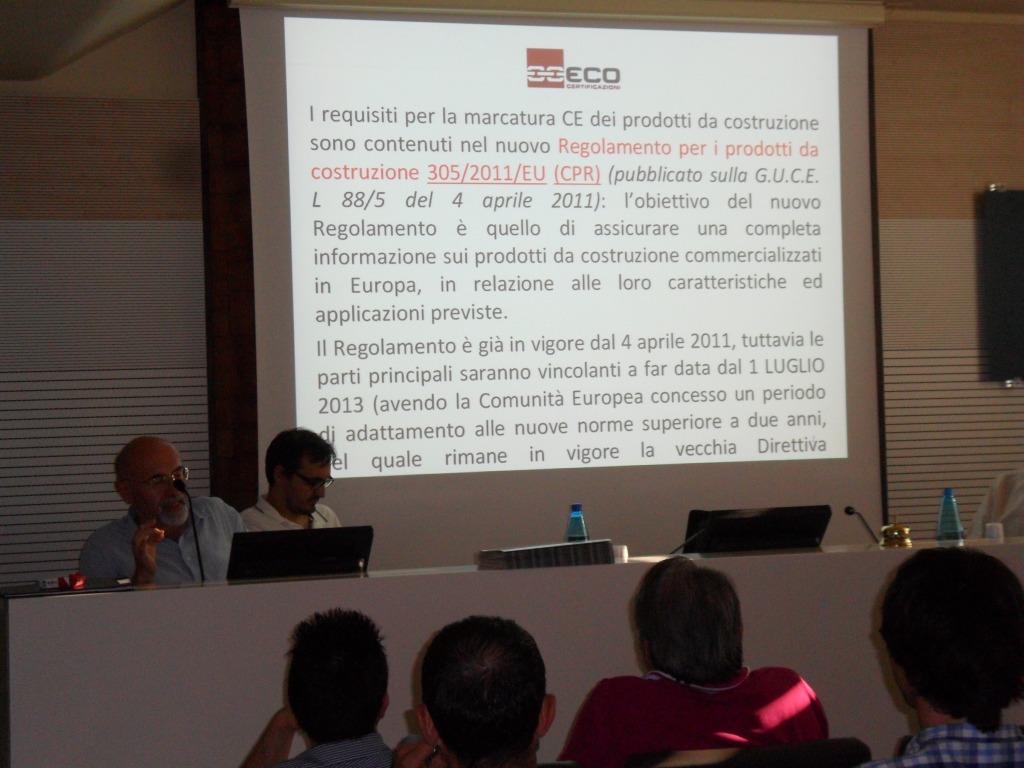 ECO
CERTIFICAZIONI
I requisiti per la marcatura CE dei prodotti da costruzione
sono contenuti nel nuovo Regolamento per i prodotti da
costruzione 305/2011/EU (CPR) (pubblicato sulla G.U.C.E.
L 88/5 del 4 aprile 2011): l'obiettivo del nuovo
Regolamento è quello di assicurare una completa
informazione sui prodotti da costruzione commercializzati
in Europa, in relazione alle loro caratteristiche ed
applicazioni previste.
Il Regolamento è già in vigore dal 4 aprile 2011, tuttavia le
parti principali saranno vincolanti a far data dal 1 LUGLIO
2013 (avendo la Comunità Europea concesso un periodo
di adattamento alle nuove norme superiore a due anni,
nel quale rimane in vigore la vecchia Direttiva